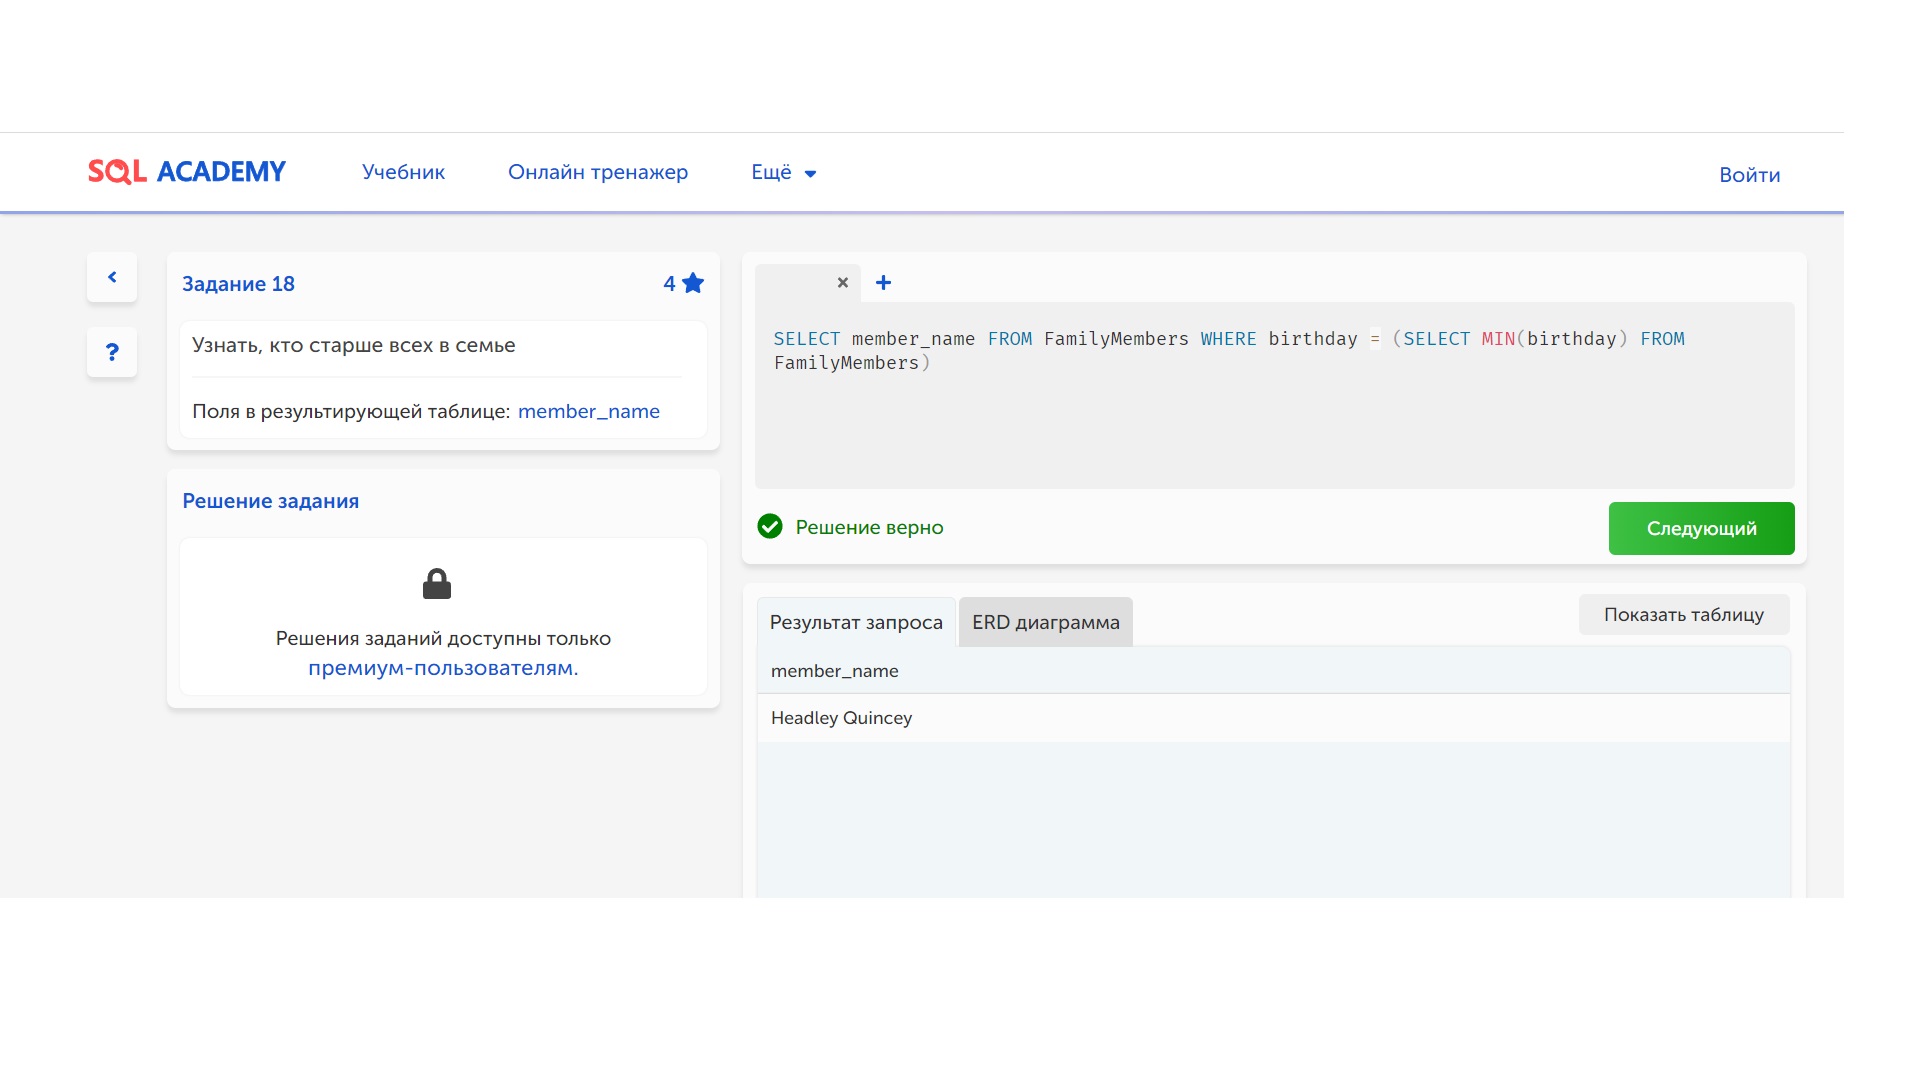 SQL ACADEMY
Учебник
Онлайн тренажер
Ещё
Войти
Задание 18
4
Узнать, кто старше всех в семье
Поля в результирующей таблице: member_name
Решение задания
Решения заданий доступны только
премиум-пользователям.
SELECT member_name FROM FamilyMembers WHERE birthday = (SELECT MIN(birthday) FROM
FamilyMembers)
Решение верно
Следующий
Результат запроса
ERD диаграмма
Показать таблицу
member_name
Headley Quincey